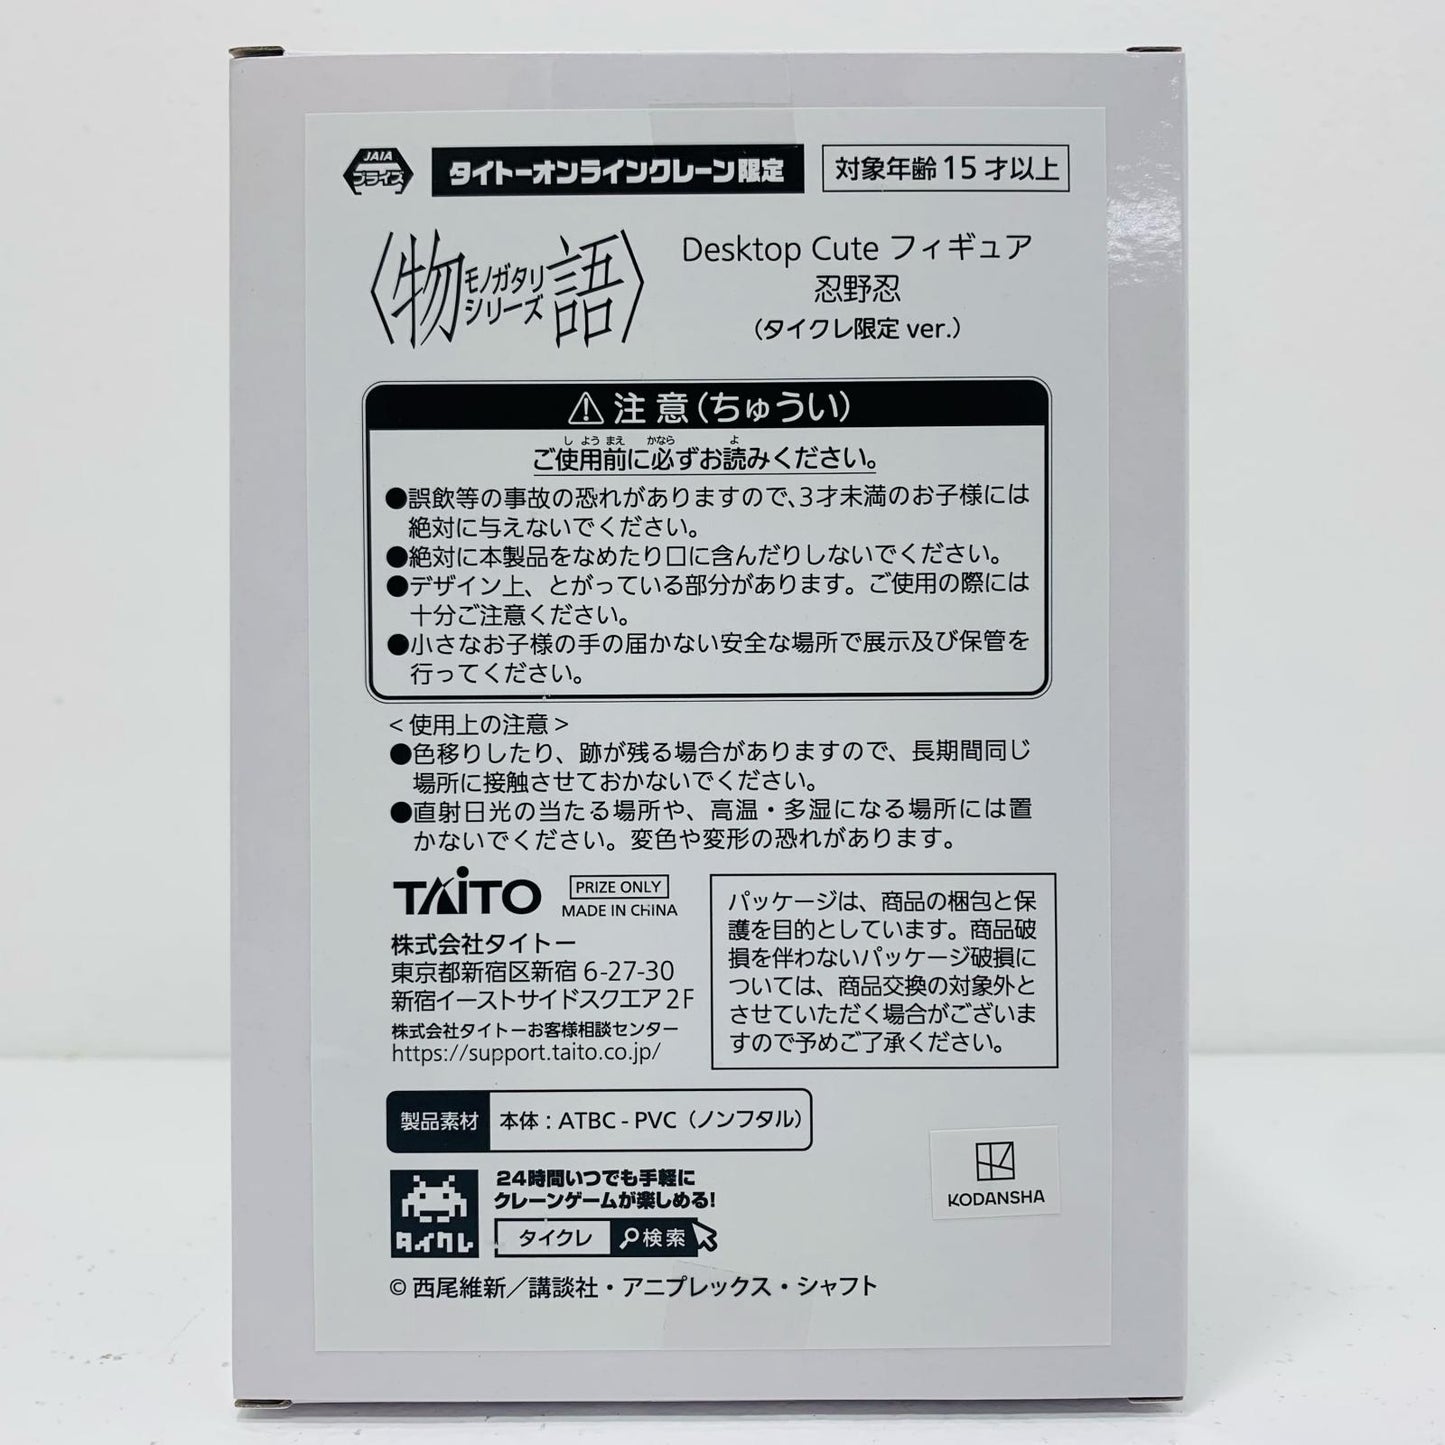 JAIA
プライズ
タイトーオンラインクレーン限定
対象年齢15才以上
〈物語〉
モノガタリ
シリーズ
Desktop Cute フィギュア
忍野忍
（タイクレ限定 ver.）
⚠注意（ちゅうい）
し よう まえ かなら よ
ご使用前に必ずお読みください。
●誤飲等の事故の恐れがありますので、3才未満のお子様には
絶対に与えないでください。
●絶対に本製品をなめたり口に含んだりしないでください。
●デザイン上、とがっている部分があります。ご使用の際には
十分ご注意ください。
●小さなお子様の手の届かない安全な場所で展示及び保管を
行ってください。
＜使用上の注意＞
●色移りしたり、跡が残る場合がありますので、長期間同じ
場所に接触させておかないでください。
●直射日光の当たる場所や、高温・多湿になる場所には置
かないでください。変色や変形の恐れがあります。
TAiTO
PRIZE ONLY
MADE IN CHINA
株式会社タイトー
東京都新宿区新宿 6-27-30
新宿イーストサイドスクエア 2F
株式会社タイトーお客様相談センター
https://support.taito.co.jp/
パッケージは、商品の梱包と保
護を目的としています。商品破
損を伴わないパッケージ破損に
ついては、商品交換の対象外と
させていただく場合がございま
すので予めご了承ください。
製品素材
本体 : ATBC - PVC（ノンフタル）
タイクレ
24時間いつでも手軽に
クレーンゲームが楽しめる!
タイクレ
検索
KODANSHA
© 西尾維新／講談社・アニプレックス・シャフト